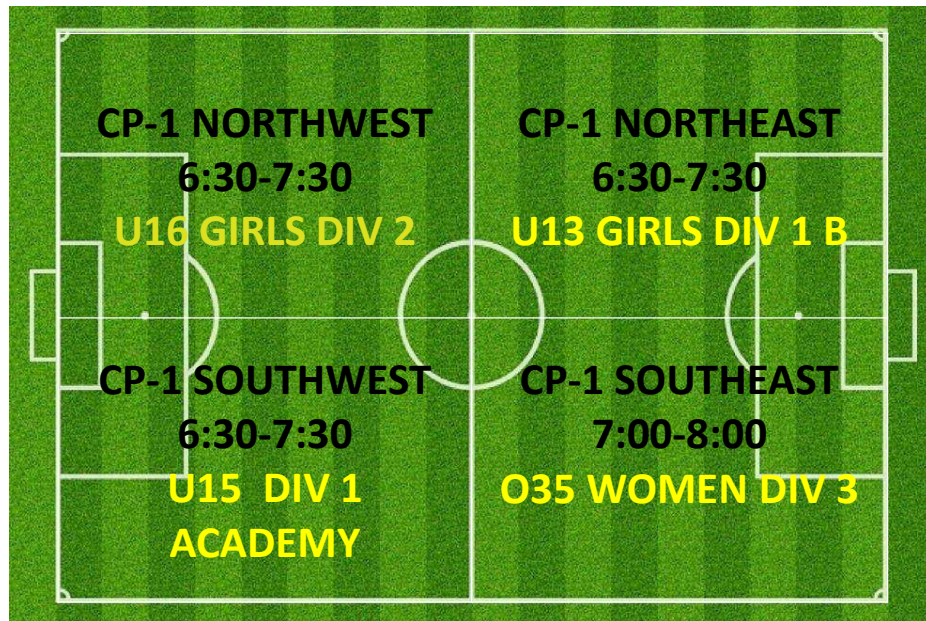 CP-1 NORTHWEST
6:30-7:30
U16 GIRLS DIV 2
CP-1 NORTHEAST
6:30-7:30
U13 GIRLS DIV 1 B
CP-1 SOUTHWEST
6:30-7:30
U15  DIV 1
ACADEMY
CP-1 SOUTHEAST
7:00-8:00
O35 WOMEN DIV 3